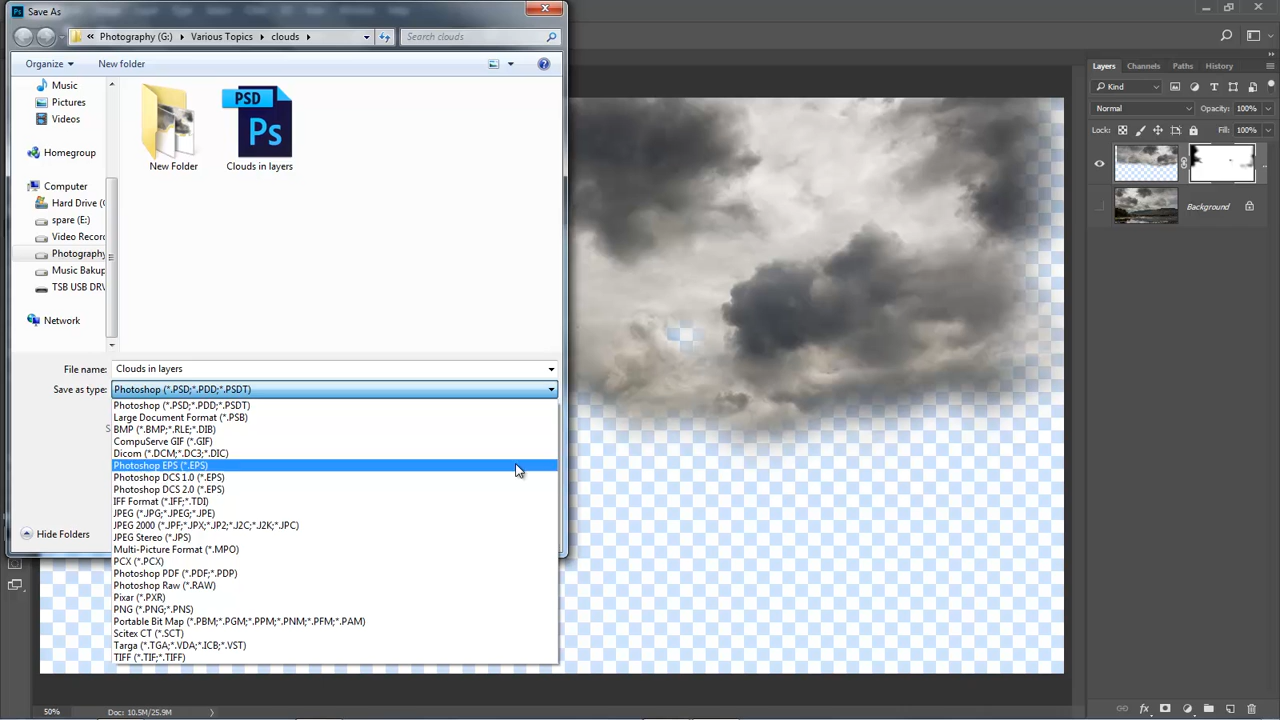 Save As
Photography (G:) Various Topics clouds
Search clouds
Organize
New folder
Music
Pictures
Videos
Homegroup
Computer
Hard Drive (
spare (E:)
Video Recor
Photography
Music Bakup
TSB USB DRV
Network
PSD
Ps
New Folder
Clouds in layers
File name:
Clouds in layers
Save as type:
Photoshop (*.PSD;*.PDD;*.PSDT)
Photoshop (*.PSD;*.PDD;*.PSDT)
Large Document Format (*.PSB)
BMP (*.BMP;*.RLE;*.DIB)
CompuServe GIF (*.GIF)
Dicom (*.DCM;*.DC3;*.DIC)
Photoshop EPS (*.EPS)
Photoshop DCS 1.0 (*.EPS)
Photoshop DCS 2.0 (*.EPS)
IFF Format (*.IFF;*.TDI)
JPEG (*.JPG;*.JPEG;*.JPE)
JPEG 2000 (*.JPF;*.JPX;*.JP2;*.J2C;*.J2K;*.JPC)
JPEG Stereo (*.JPS)
Multi-Picture Format (*.MPO)
PCX (*.PCX)
Photoshop PDF (*.PDF;*.PDP)
Photoshop Raw (*.RAW)
Pixar (*.PXR)
PNG (*.PNG;*.PNS)
Portable Bit Map (*.PBM;*.PGM;*.PPM;*.PNM;*.PFM;*.PAM)
Scitex CT (*.SCT)
Targa (*.TGA;*.VDA;*.ICB;*.VST)
TIFF (*.TIF;*.TIFF)
Hide Folders
Layers Channels Paths History
Kind
Normal Opacity: 100%
Lock: Fill: 100%
Background
50% Doc: 10.5M/25.9M